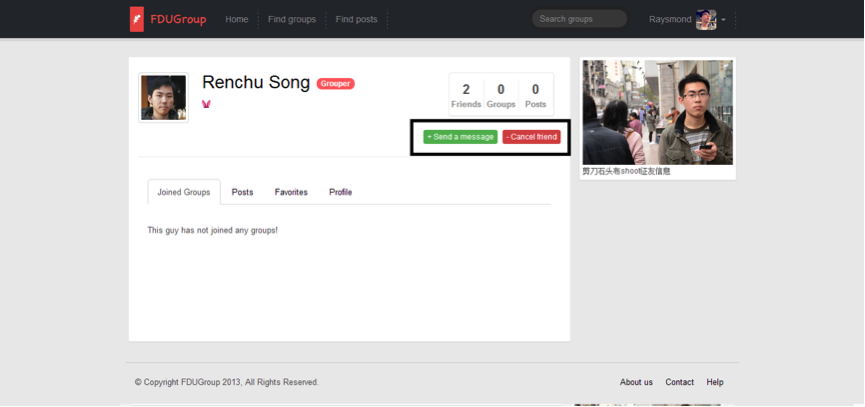 FDUGroup Home Find groups Find posts Search groups Raysmond
Renchu Song Grouper
2 0 0
Friends Groups Posts
+ Send a message - Cancel friend
剪刀石头布shoot征友信息
Joined Groups Posts Favorites Profile
This guy has not joined any groups!
© Copyright FDUGroup 2013, All Rights Reserved. About us Contact Help